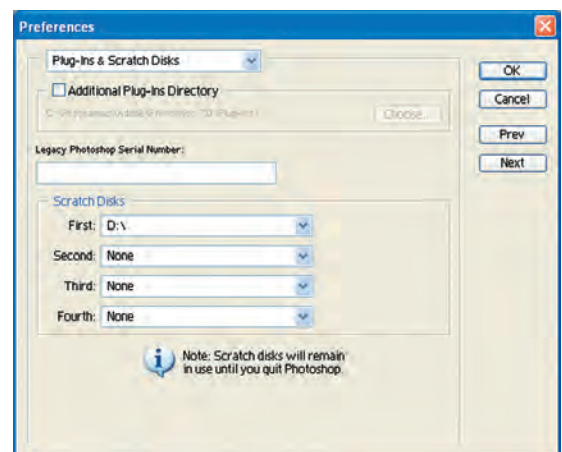 Preferences
Plug-Ins & Scratch Disks
OK
Additional Plug-Ins Directory
Cancel
Choose...
Prev
Legacy Photoshop Serial Number:
Next
Scratch Disks
First: D:\
Second: None
Third: None
Fourth: None
Note: Scratch disks will remain
in use until you quit Photoshop.